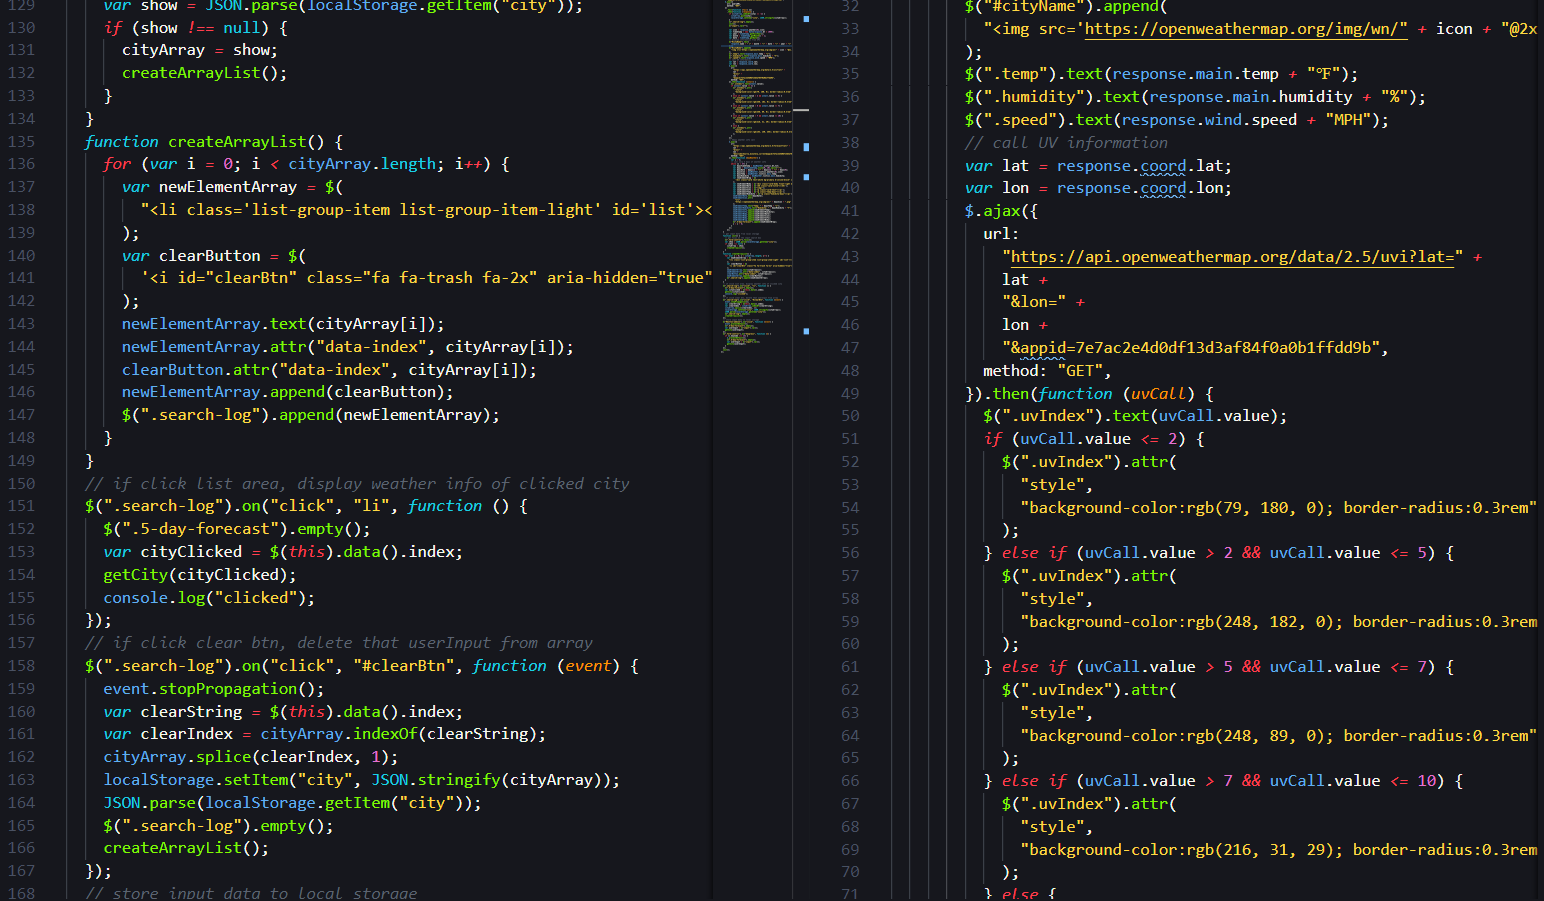 129 var show = JSON.parse(localStorage.getItem("city"));
130 if (show !== null) {
131 cityArray = show;
132 createArrayList();
133 }
134 }
135 function createArrayList() {
136 for (var i = 0; i < cityArray.length; i++) {
137 var newElementArray = $(
138 "<li class='list-group-item list-group-item-light' id='list'><
139 );
140 var clearButton = $(
141 '<i id="clearBtn" class="fa fa-trash fa-2x" aria-hidden="true"
142 );
143 newElementArray.text(cityArray[i]);
144 newElementArray.attr("data-index", cityArray[i]);
145 clearButton.attr("data-index", cityArray[i]);
146 newElementArray.append(clearButton);
147 $(".search-log").append(newElementArray);
148 }
149 }
150 // if click list area, display weather info of clicked city
151 $(".search-log").on("click", "li", function () {
152 $(".5-day-forecast").empty();
153 var cityClicked = $(this).data().index;
154 getCity(cityClicked);
155 console.log("clicked");
156 });
157 // if click clear btn, delete that userInput from array
158 $(".search-log").on("click", "#clearBtn", function (event) {
159 event.stopPropagation();
160 var clearString = $(this).data().index;
161 var clearIndex = cityArray.indexOf(clearString);
162 cityArray.splice(clearIndex, 1);
163 localStorage.setItem("city", JSON.stringify(cityArray));
164 JSON.parse(localStorage.getItem("city"));
165 $(".search-log").empty();
166 createArrayList();
167 });
168 // store input data to local storage
32 $("#cityName").append(
33 "<img src='https://openweathermap.org/img/wn/" + icon + "@2x
34 );
35 $(".temp").text(response.main.temp + "℉");
36 $(".humidity").text(response.main.humidity + "%");
37 $(".speed").text(response.wind.speed + "MPH");
38 // call UV information
39 var lat = response.coord.lat;
40 var lon = response.coord.lon;
41 $.ajax({
42 url:
43 "https://api.openweathermap.org/data/2.5/uvi?lat=" +
44 lat +
45 "&lon=" +
46 lon +
47 "&appid=7e7ac2e4d0df13d3af84f0a0b1ffdd9b",
48 method: "GET",
49 }).then(function (uvCall) {
50 $(".uvIndex").text(uvCall.value);
51 if (uvCall.value <= 2) {
52 $(".uvIndex").attr(
53 "style",
54 "background-color:rgb(79, 180, 0); border-radius:0.3rem"
55 );
56 } else if (uvCall.value > 2 && uvCall.value <= 5) {
57 $(".uvIndex").attr(
58 "style",
59 "background-color:rgb(248, 182, 0); border-radius:0.3rem
60 );
61 } else if (uvCall.value > 5 && uvCall.value <= 7) {
62 $(".uvIndex").attr(
63 "style",
64 "background-color:rgb(248, 89, 0); border-radius:0.3rem"
65 );
66 } else if (uvCall.value > 7 && uvCall.value <= 10) {
67 $(".uvIndex").attr(
68 "style",
69 "background-color:rgb(216, 31, 29); border-radius:0.3rem
70 );
71 } else {